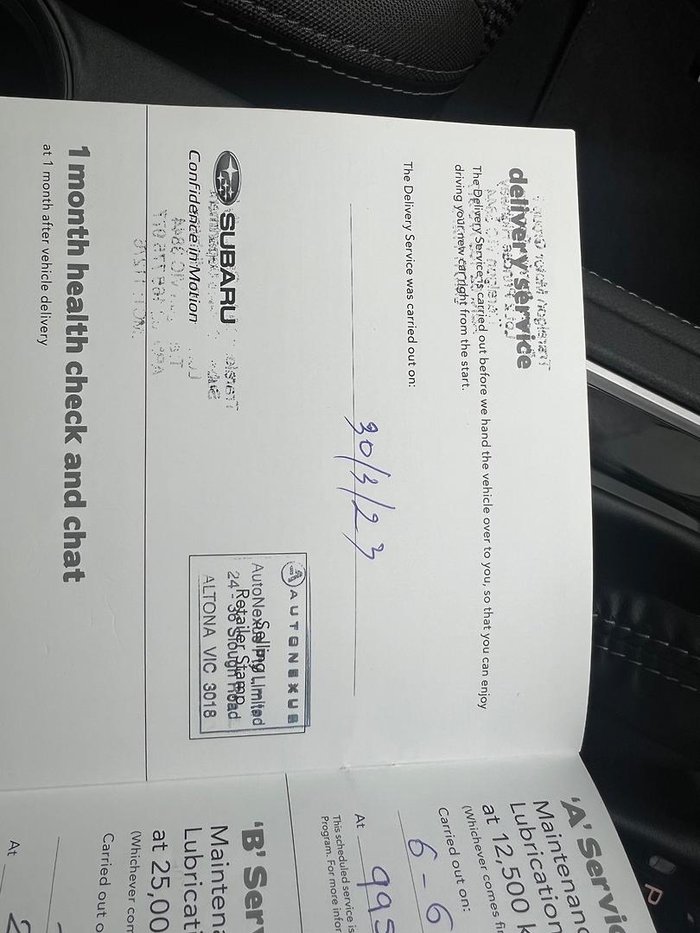 delivery service
The Delivery Service is carried out before we hand the vehicle over to you, so that you can enjoy
driving your new car right from the start.
The Delivery Service was carried out on:
30/3/23
SUBARU
Confidence in Motion
AUTONEXUS
AutoNexus Pty Limited
Selling
Retailer Stamp
24 - 38 Slough Road
ALTONA VIC 3018
1 month health check and chat
at 1 month after vehicle delivery
'A' Servic
Maintenanc
Lubrication
at 12,500 k
(Whichever comes fir
Carried out on:
6-6
At 995
This scheduled service is
Program. For more infor
'B' Ser
Mainten
Lubricati
at 25,00
(Whichever com
Carried out o
At 2
P